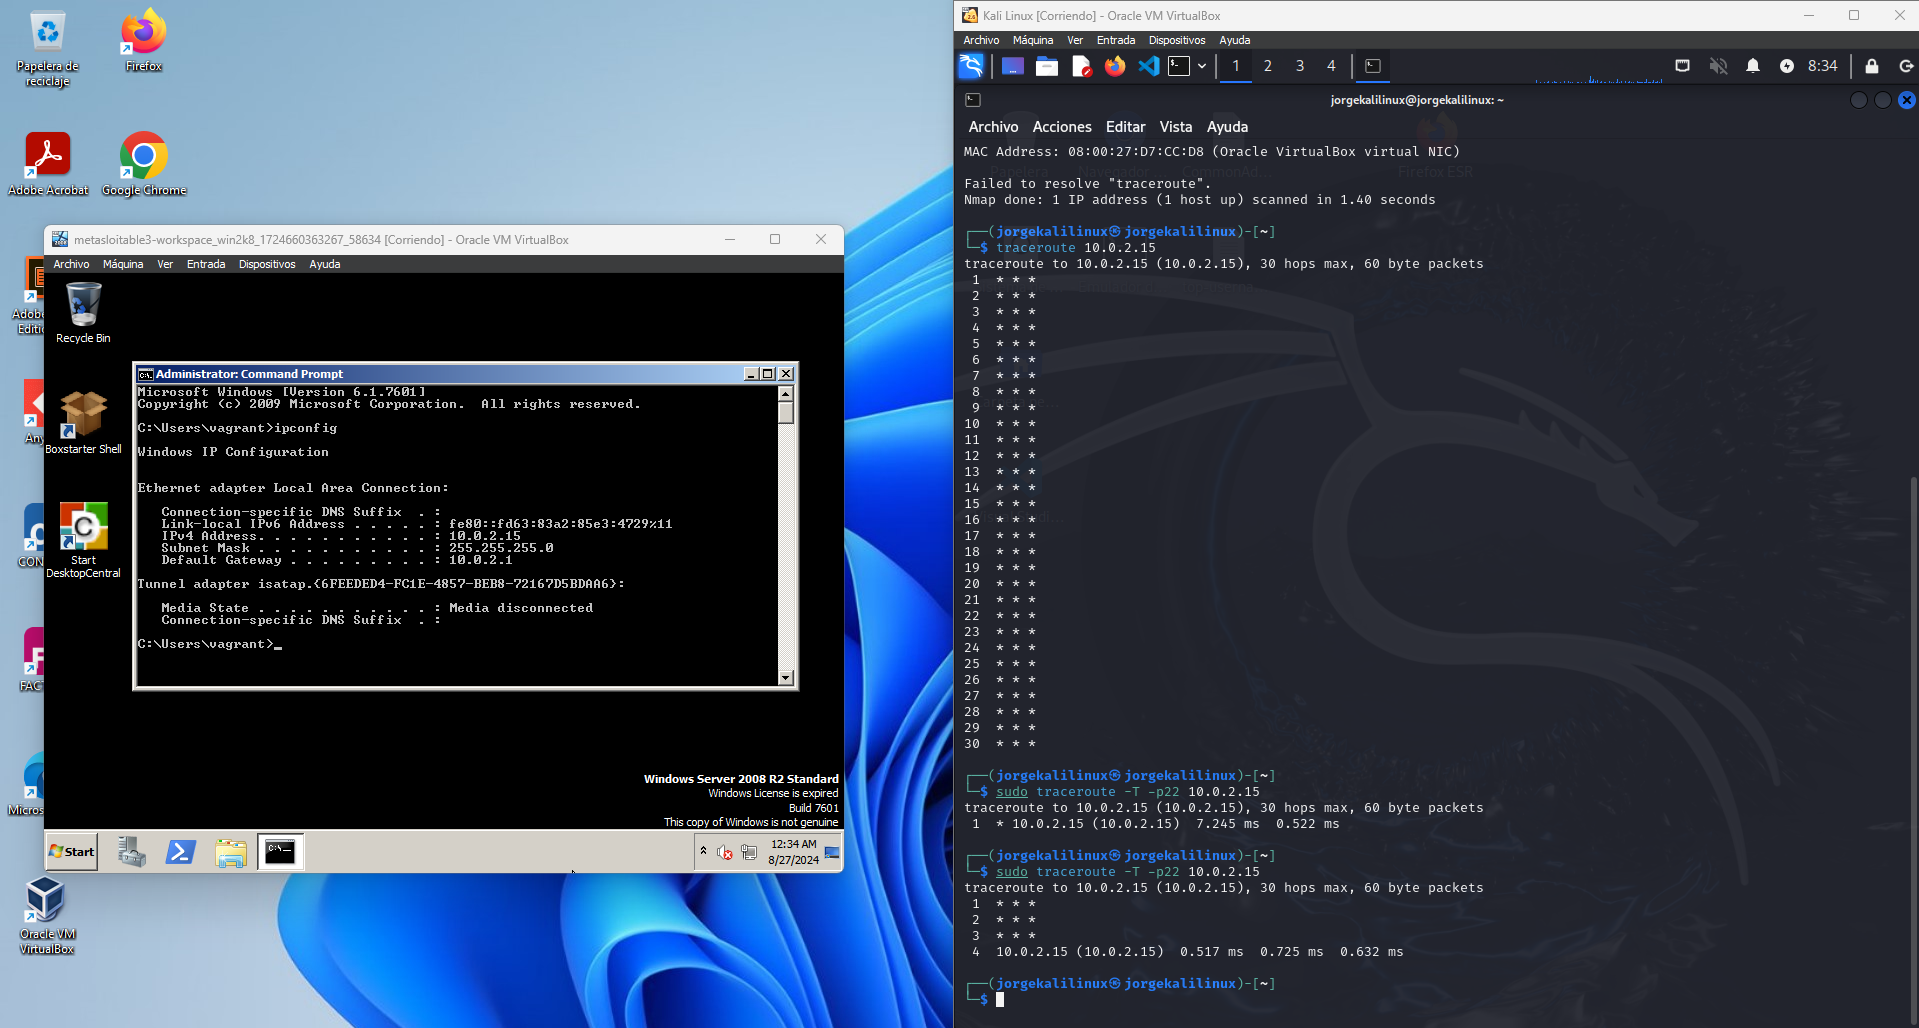 Papelera de
reciclaje
Firefox
Adobe Acrobat
Google Chrome
Adobe
Editio
Any
CON
FACT
Micros
Oracle VM
VirtualBox
metasloitable3-workspace_win2k8_1724660363267_58634 [Corriendo] - Oracle VM VirtualBox
Archivo Máquina Ver Entrada Dispositivos Ayuda
Recycle Bin
Boxstarter Shell
Start
DesktopCentral
Administrator: Command Prompt
Microsoft Windows [Version 6.1.7601]
Copyright (c) 2009 Microsoft Corporation. All rights reserved.
C:\Users\vagrant>ipconfig
Windows IP Configuration
Ethernet adapter Local Area Connection:
Connection-specific DNS Suffix . :
Link-local IPv6 Address . . . . . : fe80::fd63:83a2:85e3:4729%11
IPv4 Address. . . . . . . . . . . : 10.0.2.15
Subnet Mask . . . . . . . . . . . : 255.255.255.0
Default Gateway . . . . . . . . . : 10.0.2.1
Tunnel adapter isatap.{6FEEDED4-FC1E-4857-BEB8-72167D5BDAA6}:
Media State . . . . . . . . . . . : Media disconnected
Connection-specific DNS Suffix . :
C:\Users\vagrant>_
Windows Server 2008 R2 Standard
Windows License is expired
Build 7601
This copy of Windows is not genuine
Start
12:34 AM
8/27/2024
Kali Linux [Corriendo] - Oracle VM VirtualBox
Archivo Máquina Ver Entrada Dispositivos Ayuda
1 2 3 4
8:34
jorgekalilinux@jorgekalilinux: ~
Archivo Acciones Editar Vista Ayuda
MAC Address: 08:00:27:D7:CC:D8 (Oracle VirtualBox virtual NIC)
Failed to resolve "traceroute".
Nmap done: 1 IP address (1 host up) scanned in 1.40 seconds
┌──(jorgekalilinux㉿jorgekalilinux)-[~]
└─$ traceroute 10.0.2.15
traceroute to 10.0.2.15 (10.0.2.15), 30 hops max, 60 byte packets
1 * * *
2 * * *
3 * * *
4 * * *
5 * * *
6 * * *
7 * * *
8 * * *
9 * * *
10 * * *
11 * * *
12 * * *
13 * * *
14 * * *
15 * * *
16 * * *
17 * * *
18 * * *
19 * * *
20 * * *
21 * * *
22 * * *
23 * * *
24 * * *
25 * * *
26 * * *
27 * * *
28 * * *
29 * * *
30 * * *
┌──(jorgekalilinux㉿jorgekalilinux)-[~]
└─$ sudo traceroute -T -p22 10.0.2.15
traceroute to 10.0.2.15 (10.0.2.15), 30 hops max, 60 byte packets
1 * 10.0.2.15 (10.0.2.15) 7.245 ms 0.522 ms
┌──(jorgekalilinux㉿jorgekalilinux)-[~]
└─$ sudo traceroute -T -p22 10.0.2.15
traceroute to 10.0.2.15 (10.0.2.15), 30 hops max, 60 byte packets
1 * * *
2 * * *
3 * * *
4 10.0.2.15 (10.0.2.15) 0.517 ms 0.725 ms 0.632 ms
┌──(jorgekalilinux㉿jorgekalilinux)-[~]
└─$